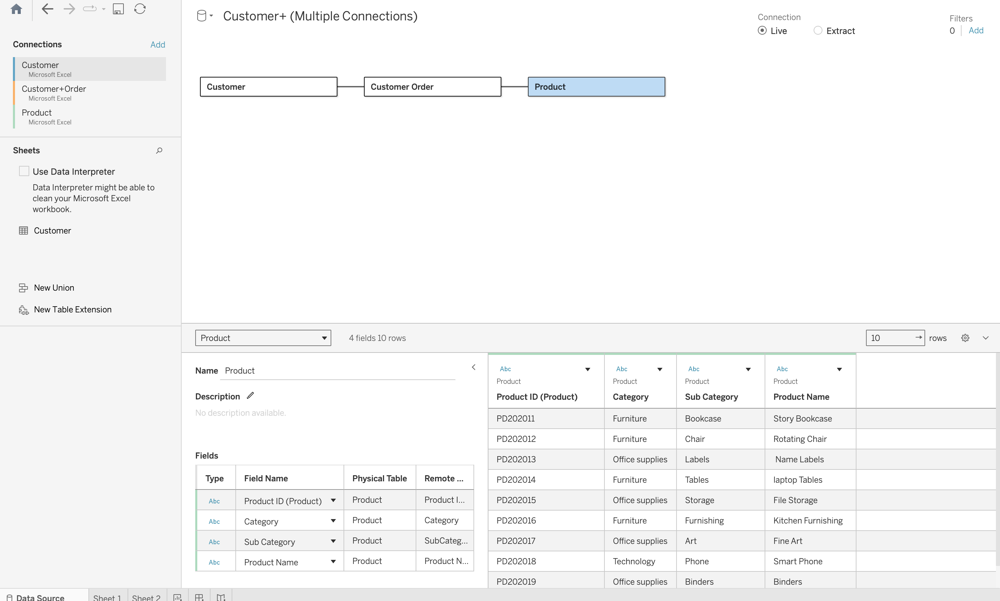 Customer+ (Multiple Connections)
Connection
Live
Extract
Filters
0
Add
Connections
Add
Customer
Microsoft Excel
Customer+Order
Microsoft Excel
Product
Microsoft Excel
Sheets
Use Data Interpreter
Data Interpreter might be able to
clean your Microsoft Excel
workbook.
Customer
New Union
New Table Extension
Customer
Customer Order
Product
Product
4 fields 10 rows
10
rows
Name Product
Description
No description available.
Fields
Type Field Name Physical Table Remote ...
Abc Product ID (Product) Product Product I...
Abc Category Product Category
Abc Sub Category Product SubCateg...
Abc Product Name Product Product N...
Abc Abc Abc Abc
Product Product Product Product
Product ID (Product) Category Sub Category Product Name
PD202011 Furniture Bookcase Story Bookcase
PD202012 Furniture Chair Rotating Chair
PD202013 Office supplies Labels Name Labels
PD202014 Furniture Tables laptop Tables
PD202015 Office supplies Storage File Storage
PD202016 Furniture Furnishing Kitchen Furnishing
PD202017 Office supplies Art Fine Art
PD202018 Technology Phone Smart Phone
PD202019 Office supplies Binders Binders
Data Source Sheet 1 Sheet 2